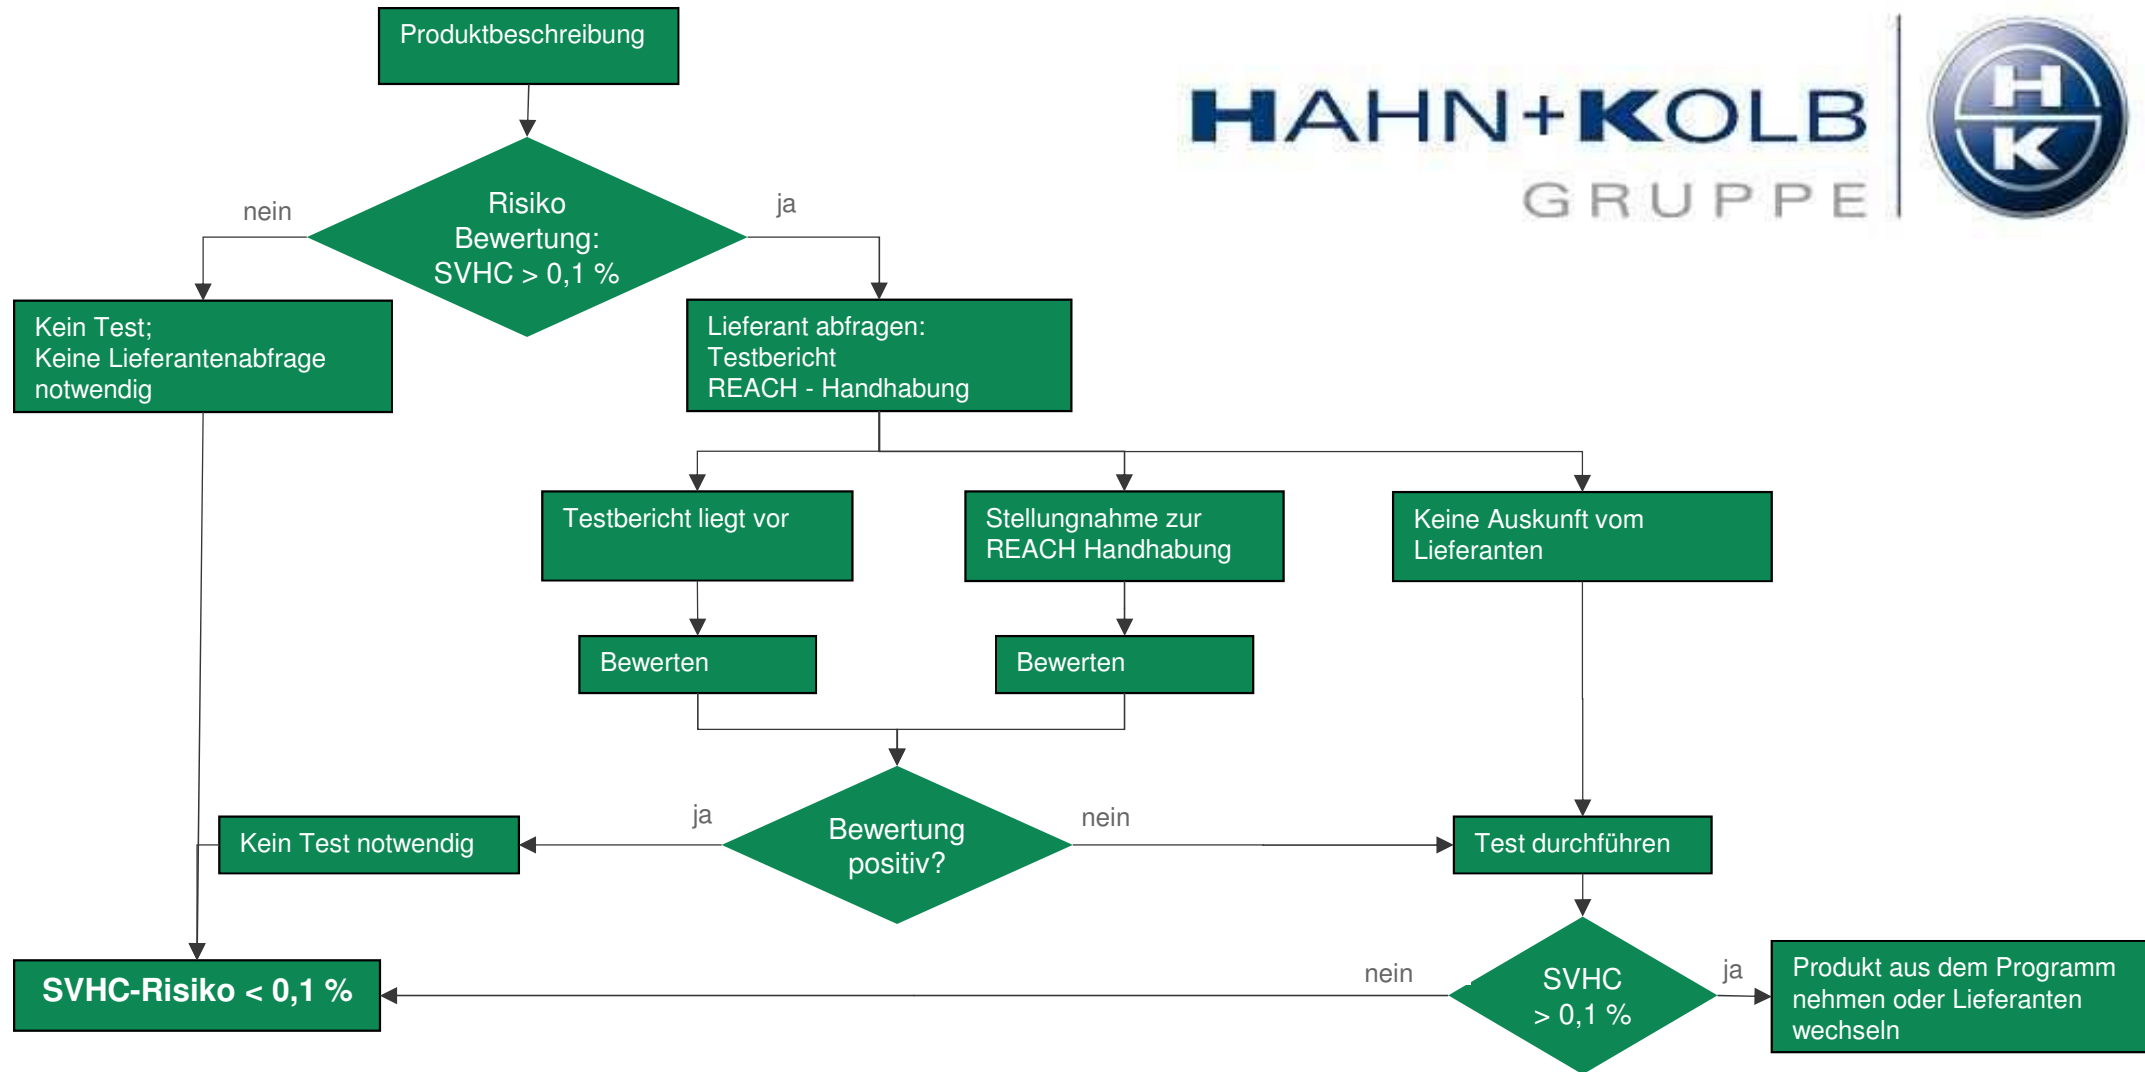 Produktbeschreibung
HAHN+KOLB
GRUPPE
H
K
nein
Risiko
Bewertung:
SVHC > 0,1 %
ja
Kein Test;
Keine Lieferantenabfrage
notwendig
Lieferant abfragen:
Testbericht
REACH - Handhabung
Testbericht liegt vor
Stellungnahme zur
REACH Handhabung
Keine Auskunft vom
Lieferanten
Bewerten
Bewerten
Kein Test notwendig
ja
Bewertung
positiv?
nein
Test durchführen
SVHC-Risiko < 0,1 %
nein
SVHC
> 0,1 %
ja
Produkt aus dem Programm
nehmen oder Lieferanten
wechseln